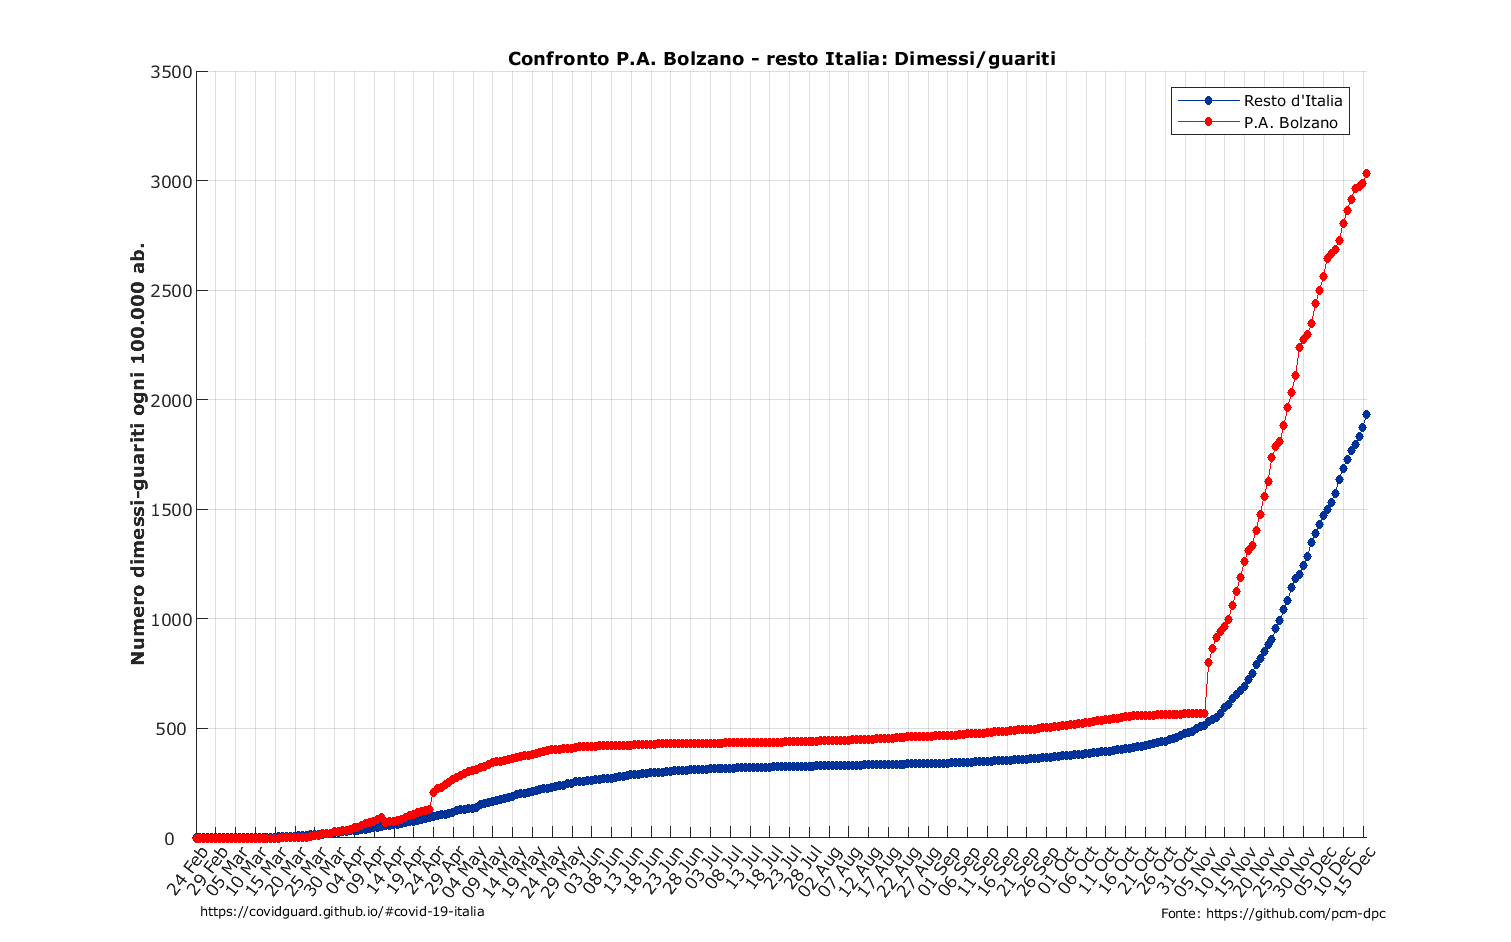 Confronto P.A. Bolzano - resto Italia: Dimessi/guariti
Resto d'Italia
P.A. Bolzano
Numero dimessi-guariti ogni 100.000 ab.
3500
3000
2500
2000
1500
1000
500
0
24 Feb
29 Feb
05 Mar
10 Mar
15 Mar
20 Mar
25 Mar
30 Mar
04 Apr
09 Apr
14 Apr
19 Apr
24 Apr
29 Apr
04 May
09 May
14 May
19 May
24 May
29 May
03 Jun
08 Jun
13 Jun
18 Jun
23 Jun
28 Jun
03 Jul
08 Jul
13 Jul
18 Jul
23 Jul
28 Jul
02 Aug
07 Aug
12 Aug
17 Aug
22 Aug
27 Aug
01 Sep
06 Sep
11 Sep
16 Sep
21 Sep
26 Sep
01 Oct
06 Oct
11 Oct
16 Oct
21 Oct
26 Oct
31 Oct
05 Nov
10 Nov
15 Nov
20 Nov
25 Nov
30 Nov
05 Dec
10 Dec
15 Dec
https://covidguard.github.io/#covid-19-italia
Fonte: https://github.com/pcm-dpc